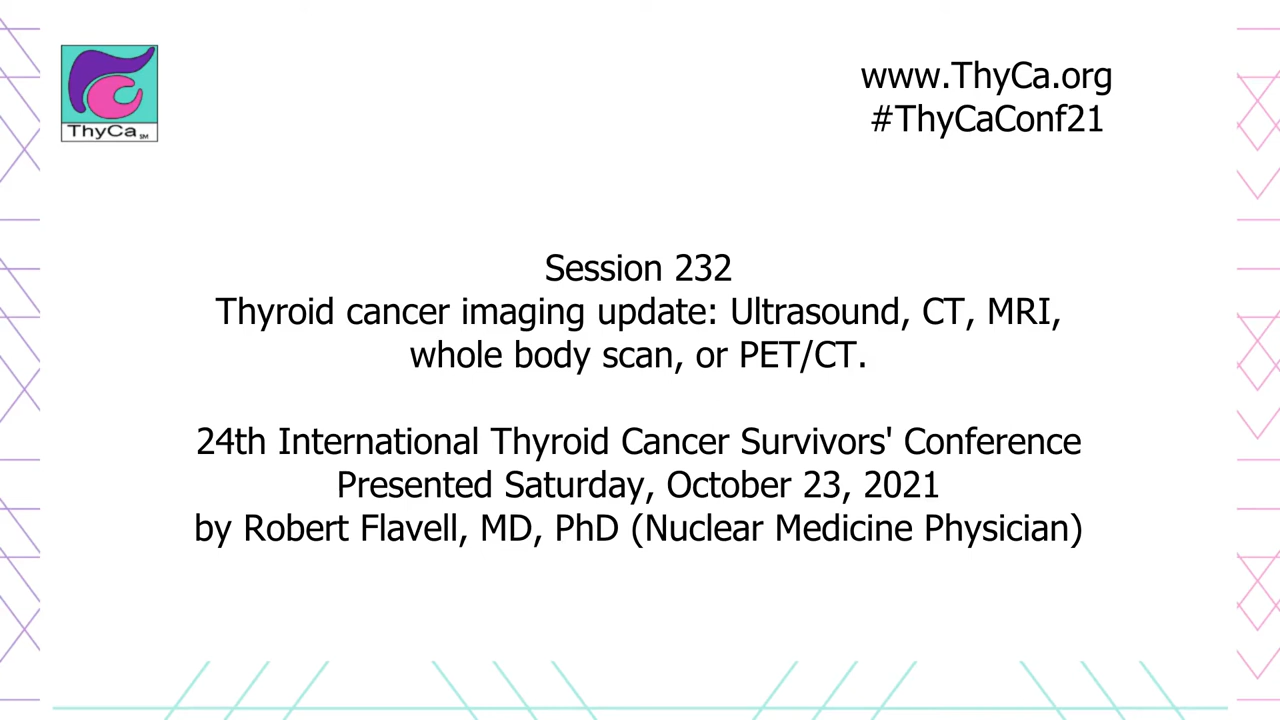 ThyCa SM
www.ThyCa.org
#ThyCaConf21
Session 232
Thyroid cancer imaging update: Ultrasound, CT, MRI,
whole body scan, or PET/CT.
24th International Thyroid Cancer Survivors' Conference
Presented Saturday, October 23, 2021
by Robert Flavell, MD, PhD (Nuclear Medicine Physician)